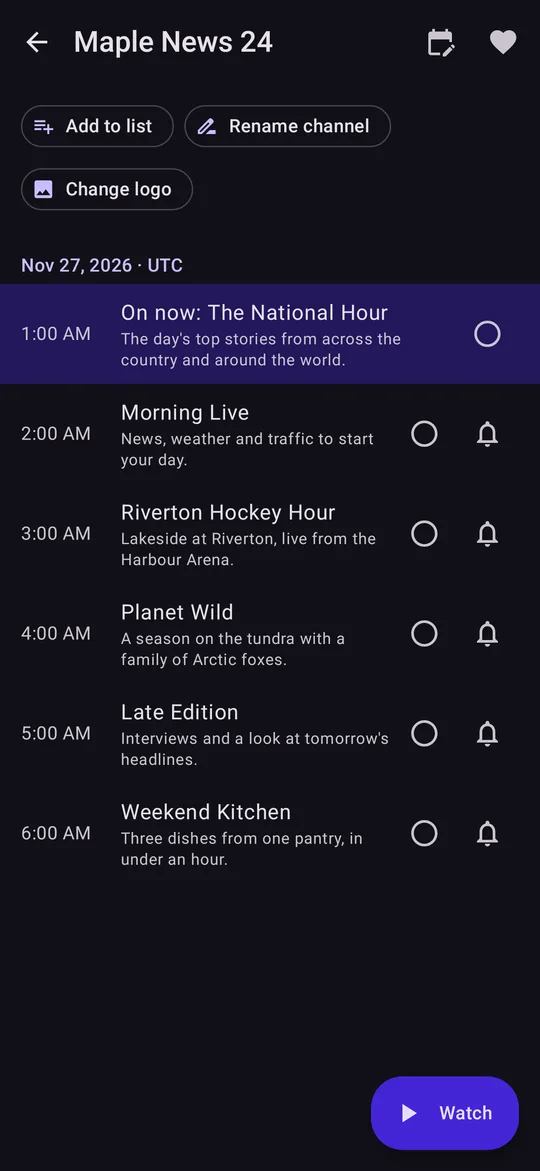 Maple News 24
Add to list
Rename channel
Change logo
Nov 27, 2026 · UTC
1:00 AM
On now: The National Hour
The day's top stories from across the
country and around the world.
2:00 AM
Morning Live
News, weather and traffic to start
your day.
3:00 AM
Riverton Hockey Hour
Lakeside at Riverton, live from the
Harbour Arena.
4:00 AM
Planet Wild
A season on the tundra with a
family of Arctic foxes.
5:00 AM
Late Edition
Interviews and a look at tomorrow's
headlines.
6:00 AM
Weekend Kitchen
Three dishes from one pantry, in
under an hour.
Watch